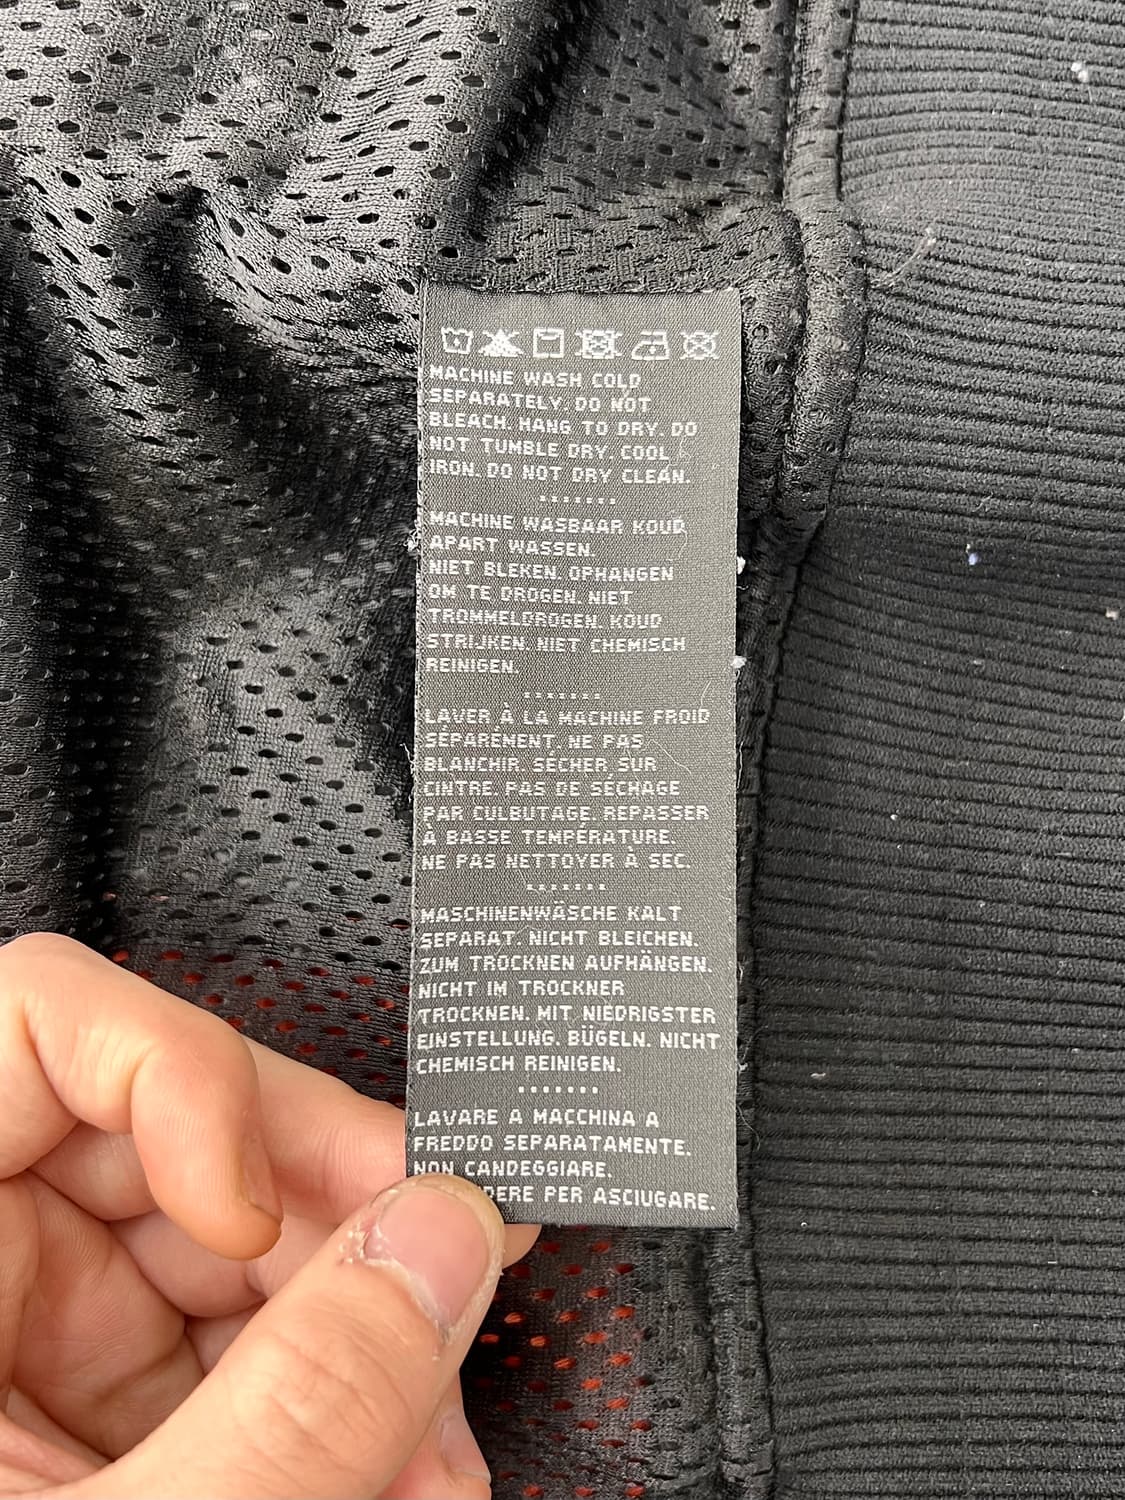 MACHINE WASH COLD
SEPARATELY. DO NOT
BLEACH. HANG TO DRY. DO
NOT TUMBLE DRY. COOL
IRON. DO NOT DRY CLEAN.
MACHINE WASBAAR KOUD
APART WASSEN.
NIET BLEKEN. OPHANGEN
OM TE DROGEN. NIET
TROMMELDROGEN. KOUD
STRIJKEN. NIET CHEMISCH
REINIGEN.
LAVER À LA MACHINE FROID
SÉPARÉMENT. NE PAS
BLANCHIR. SÉCHER SUR
CINTRE. PAS DE SÉCHAGE
PAR CULBUTAGE. REPASSER
À BASSE TEMPÉRATURE.
NE PAS NETTOYER À SEC.
MASCHINENWÄSCHE KALT
SEPARAT. NICHT BLEICHEN.
ZUM TROCKNEN AUFHÄNGEN.
NICHT IM TROCKNER
TROCKNEN. MIT NIEDRIGSTER
EINSTELLUNG. BÜGELN. NICHT
CHEMISCH REINIGEN.
LAVARE A MACCHINA A
FREDDO SEPARATAMENTE.
NON CANDEGGIARE.
PER ASCIUGARE.